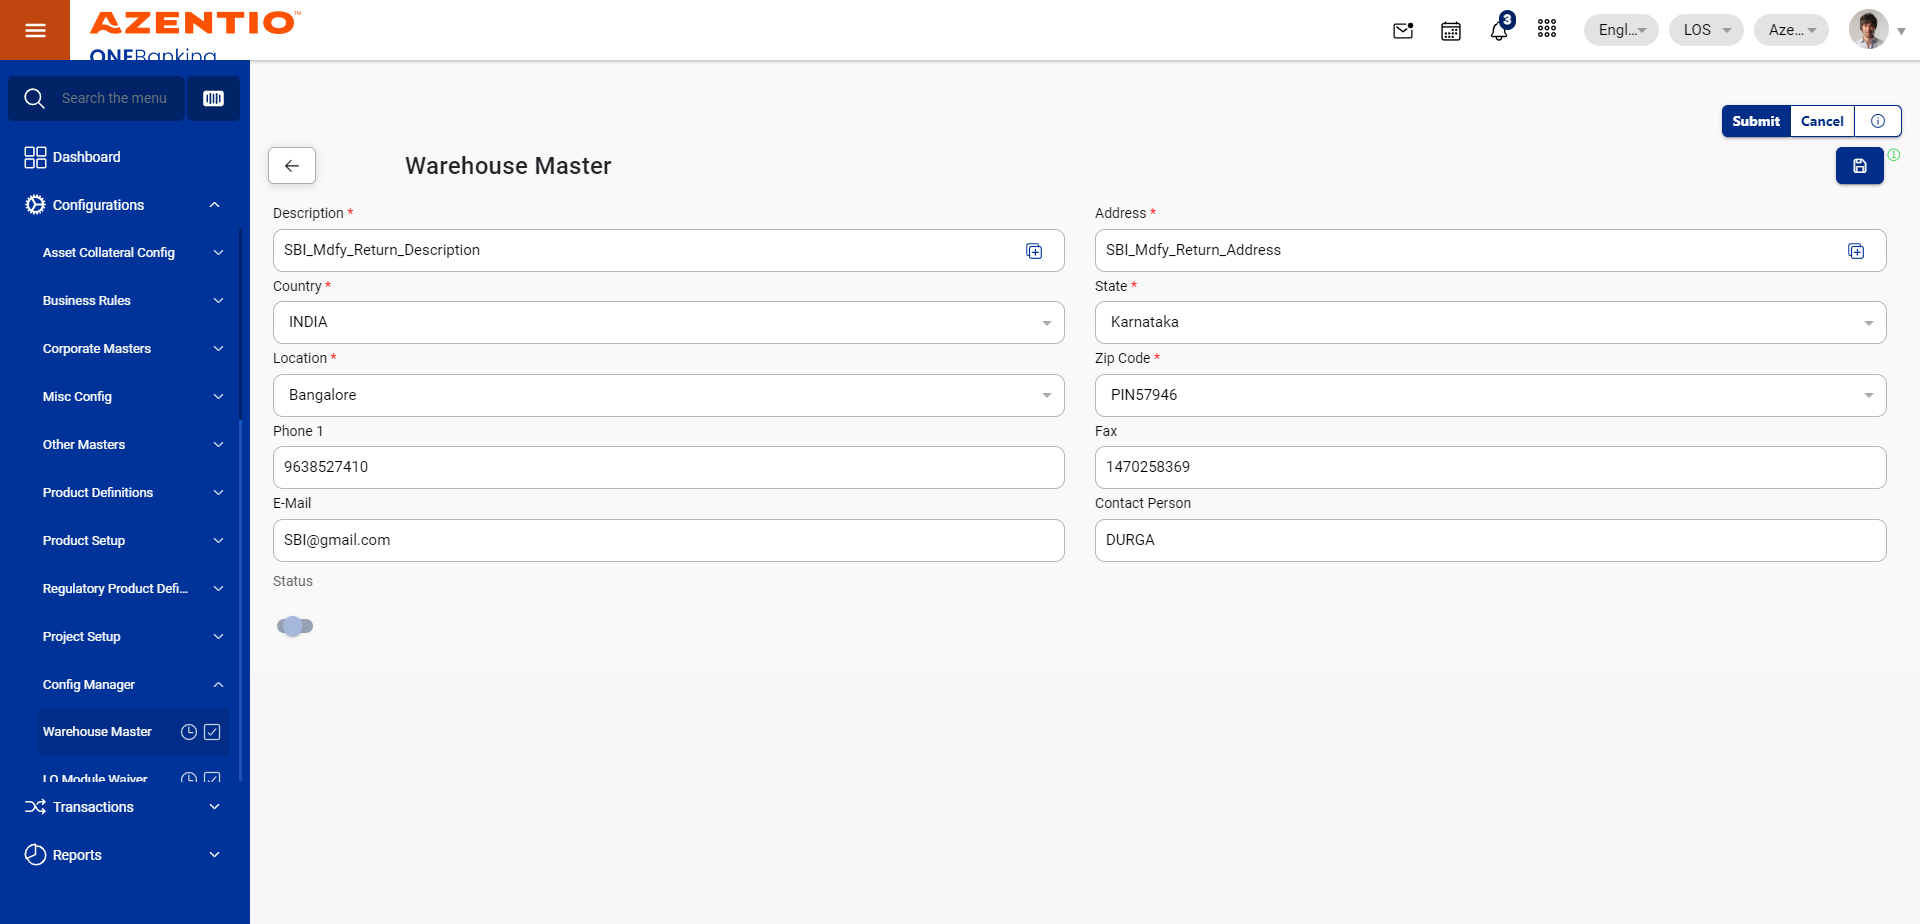 AZENTIO™
ONEBanking
3
Engl...
LOS
Aze...
Search the menu
Dashboard
Configurations
Asset Collateral Config
Business Rules
Corporate Masters
Misc Config
Other Masters
Product Definitions
Product Setup
Regulatory Product Defi...
Project Setup
Config Manager
Warehouse Master
LO Module Waiver
Transactions
Reports
Submit
Cancel
Warehouse Master
Description *
SBI_Mdfy_Return_Description
Address *
SBI_Mdfy_Return_Address
Country *
INDIA
State *
Karnataka
Location *
Bangalore
Zip Code *
PIN57946
Phone 1
9638527410
Fax
1470258369
E-Mail
SBI@gmail.com
Contact Person
DURGA
Status